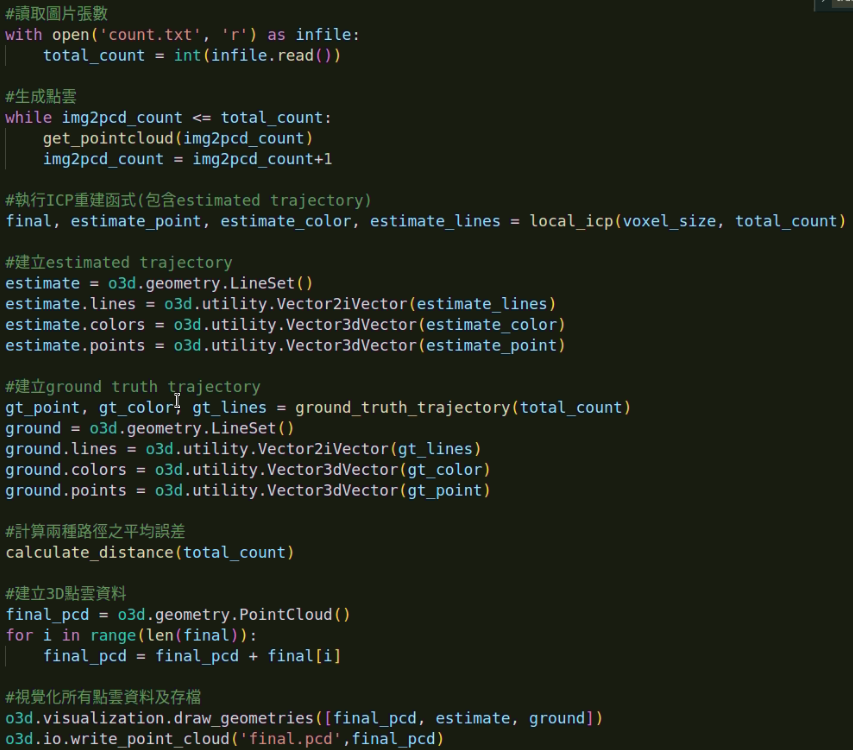 #讀取圖片張數
with open('count.txt', 'r') as infile:
    total_count = int(infile.read())

#生成點雲
while img2pcd_count <= total_count:
    get_pointcloud(img2pcd_count)
    img2pcd_count = img2pcd_count+1

#執行ICP重建函式(包含estimated trajectory)
final, estimate_point, estimate_color, estimate_lines = local_icp(voxel_size, total_count)

#建立estimated trajectory
estimate = o3d.geometry.LineSet()
estimate.lines = o3d.utility.Vector2iVector(estimate_lines)
estimate.colors = o3d.utility.Vector3dVector(estimate_color)
estimate.points = o3d.utility.Vector3dVector(estimate_point)

#建立ground truth trajectory
gt_point, gt_color, gt_lines = ground_truth_trajectory(total_count)
ground = o3d.geometry.LineSet()
ground.lines = o3d.utility.Vector2iVector(gt_lines)
ground.colors = o3d.utility.Vector3dVector(gt_color)
ground.points = o3d.utility.Vector3dVector(gt_point)

#計算兩種路徑之平均誤差
calculate_distance(total_count)

#建立3D點雲資料
final_pcd = o3d.geometry.PointCloud()
for i in range(len(final)):
    final_pcd = final_pcd + final[i]

#視覺化所有點雲資料及存檔
o3d.visualization.draw_geometries([final_pcd, estimate, ground])
o3d.io.write_point_cloud('final.pcd',final_pcd)